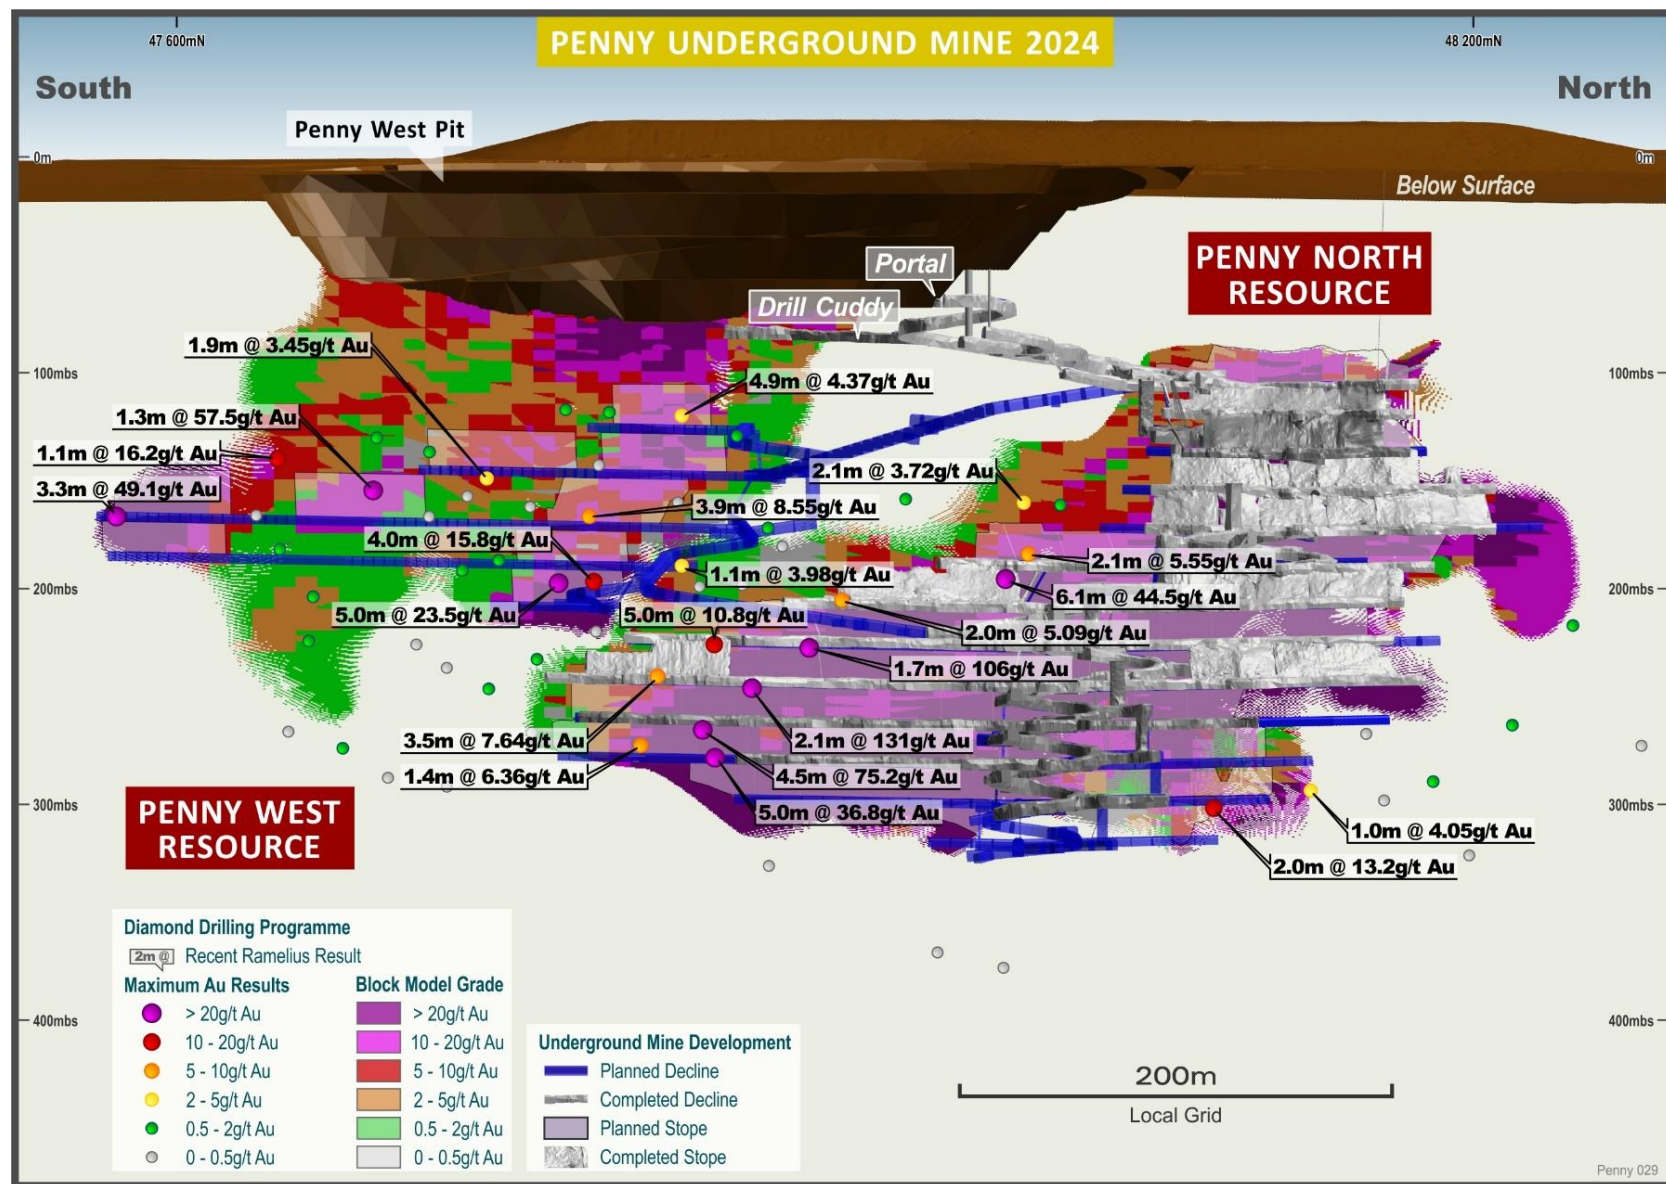 PENNY UNDERGROUND MINE 2024
47 600mN
48 200mN
South
North
Penny West Pit
0m
0m
Below Surface
Portal
Drill Cuddy
PENNY NORTH
RESOURCE
1.9m @ 3.45g/t Au
4.9m @ 4.37g/t Au
100mbs
100mbs
1.3m @ 57.5g/t Au
1.1m @ 16.2g/t Au
3.3m @ 49.1g/t Au
2.1m @ 3.72g/t Au
3.9m @ 8.55g/t Au
4.0m @ 15.8g/t Au
2.1m @ 5.55g/t Au
1.1m @ 3.98g/t Au
200mbs
200mbs
6.1m @ 44.5g/t Au
5.0m @ 23.5g/t Au
5.0m @ 10.8g/t Au
2.0m @ 5.09g/t Au
1.7m @ 106g/t Au
3.5m @ 7.64g/t Au
2.1m @ 131g/t Au
1.4m @ 6.36g/t Au
4.5m @ 75.2g/t Au
5.0m @ 36.8g/t Au
300mbs
300mbs
PENNY WEST
RESOURCE
1.0m @ 4.05g/t Au
2.0m @ 13.2g/t Au
Diamond Drilling Programme
2m @
Recent Ramelius Result
Maximum Au Results
> 20g/t Au
10 - 20g/t Au
5 - 10g/t Au
2 - 5g/t Au
0.5 - 2g/t Au
0 - 0.5g/t Au
Block Model Grade
> 20g/t Au
10 - 20g/t Au
5 - 10g/t Au
2 - 5g/t Au
0.5 - 2g/t Au
0 - 0.5g/t Au
Underground Mine Development
Planned Decline
Completed Decline
Planned Stope
Completed Stope
400mbs
400mbs
200m
Local Grid
Penny 029